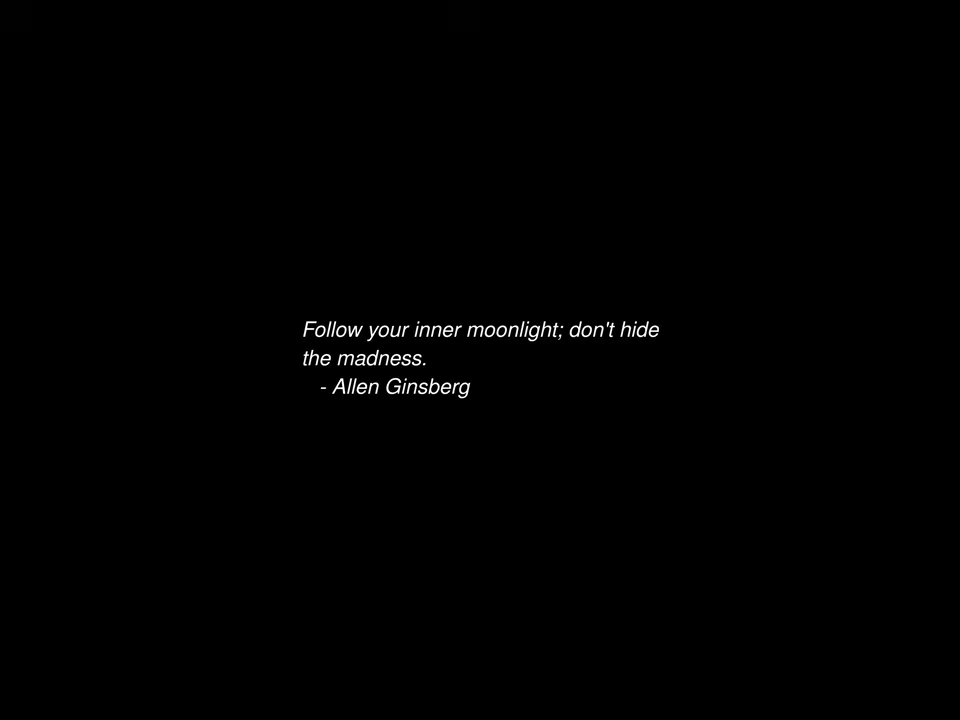 Follow your inner moonlight; don't hide
the madness.
- Allen Ginsberg